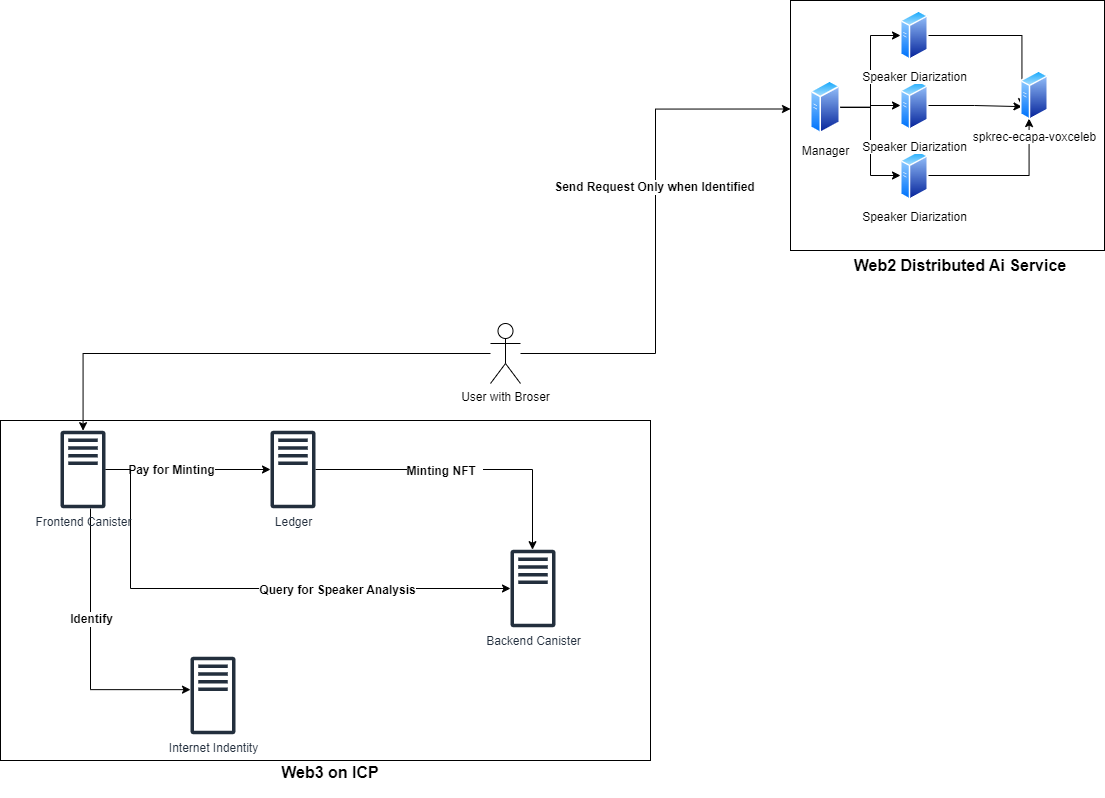 Speaker Diarization
Manager
Speaker Diarization
spkrec-ecapa-voxceleb
Speaker Diarization
Web2 Distributed Ai Service
Send Request Only when Identified
User with Broser
Frontend Canister
Pay for Minting
Ledger
Minting NFT
Query for Speaker Analysis
Backend Canister
Identify
Internet Indentity
Web3 on ICP